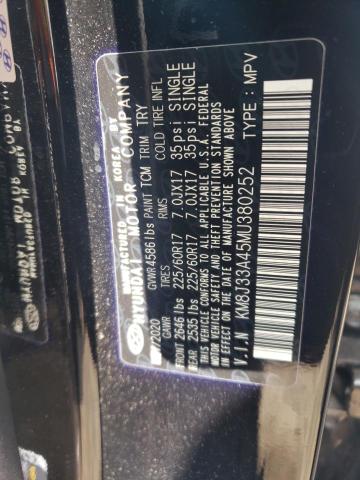 MANUFACTURED IN KOREA BY
HYUNDAI MOTOR COMPANY
/2020 GVWR 4586 lbs PAINT TCM TRIM TRY
GAWR TIRES RIMS COLD TIRE INFL
FRONT 2646 lbs 225/60R17 7.0JX17 35psi SINGLE
REAR 2535 lbs 225/60R17 7.0JX17 35psi SINGLE
THIS VEHICLE CONFORMS TO ALL APPLICABLE U.S.A. FEDERAL
MOTOR VEHICLE SAFETY AND THEFT PREVENTION STANDARDS
IN EFFECT ON THE DATE OF MANUFACTURE SHOWN ABOVE
V.I.N : KM8J33A45MU380252 TYPE : MPV